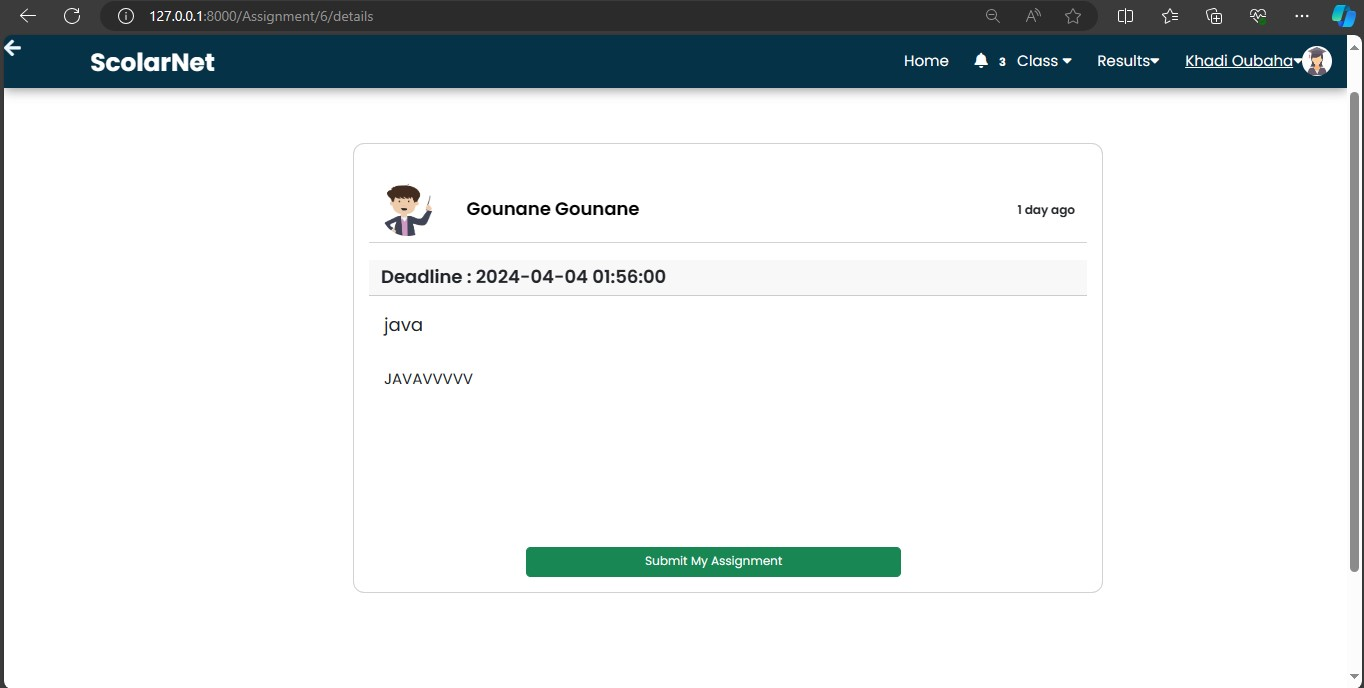 127.0.0.1:8000/Assignment/6/details
ScolarNet
Home 3 Class Results Khadi Oubaha
Gounane Gounane
1 day ago
Deadline : 2024-04-04 01:56:00
java
JAVAVVVVV
Submit My Assignment